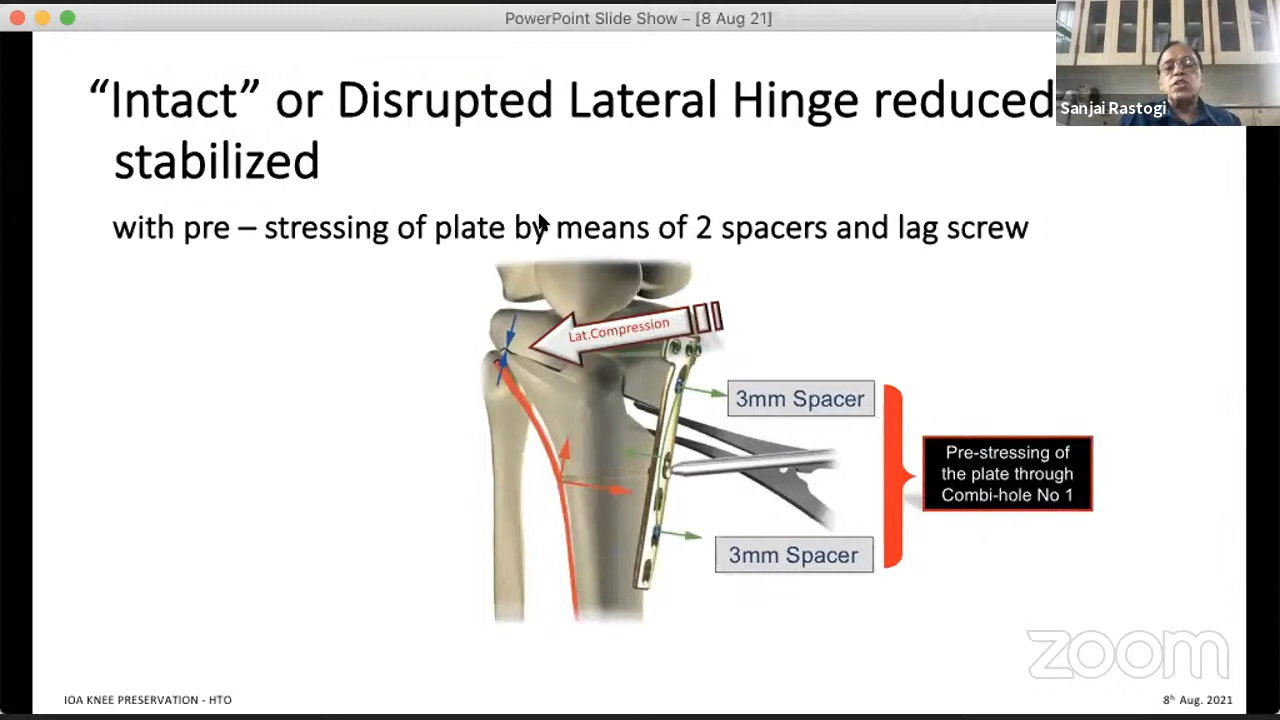 PowerPoint Slide Show – [8 Aug 21]
“Intact” or Disrupted Lateral Hinge reduced
stabilized
Sanjai Rastogi
with pre – stressing of plate by means of 2 spacers and lag screw
Lat.Compression
3mm Spacer
Pre-stressing of
the plate through
Combi-hole No 1
3mm Spacer
zoom
IOA KNEE PRESERVATION - HTO
8ʰ Aug. 2021